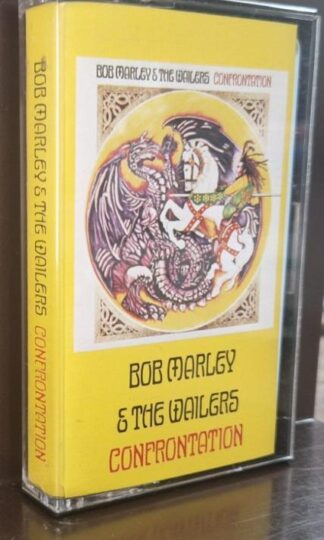 BOB MARLEY & THE WAILERS CONFRONTATION
BOB MARLEY & THE WAILERS CONFRONTATION
BOB MARLEY
& THE WAILERS
CONFRONTATION